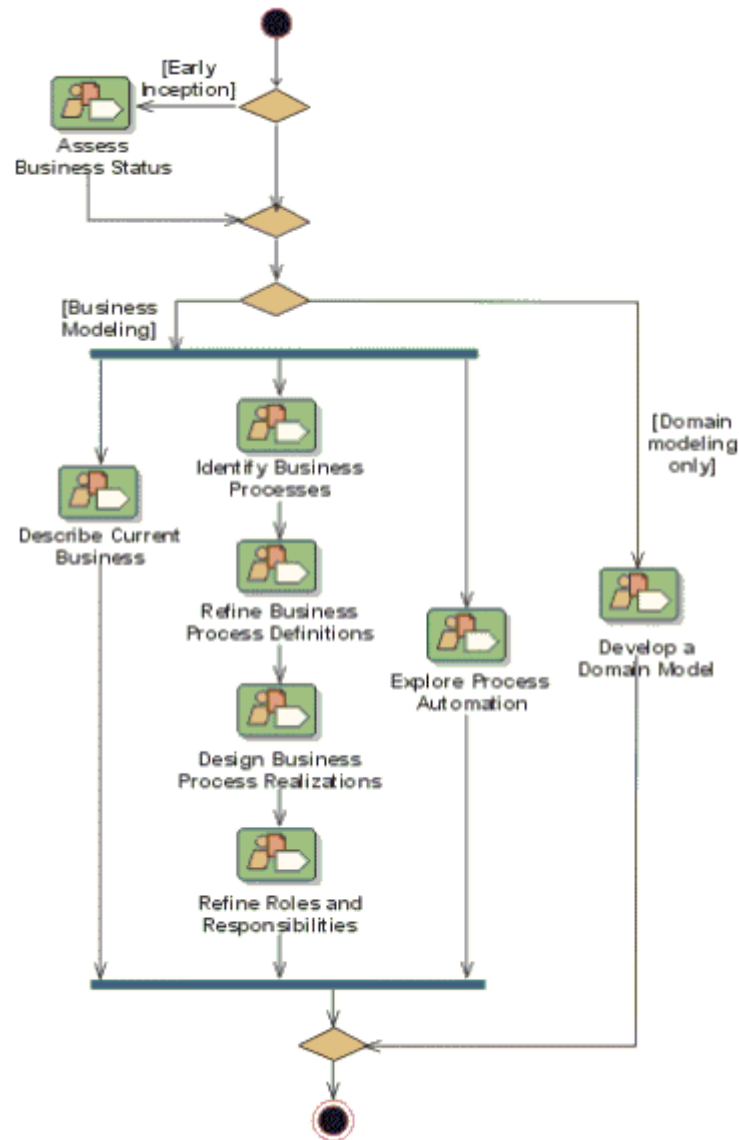 [Early
Inception]
Assess
Business Status
[Business
Modeling]
[Domain
modeling
only]
Identify Business
Processes
Describe Current
Business
Refine Business
Process Definitions
Explore Process
Automation
Develop a
Domain Model
Design Business
Process Realizations
Refine Roles and
Responsibilities